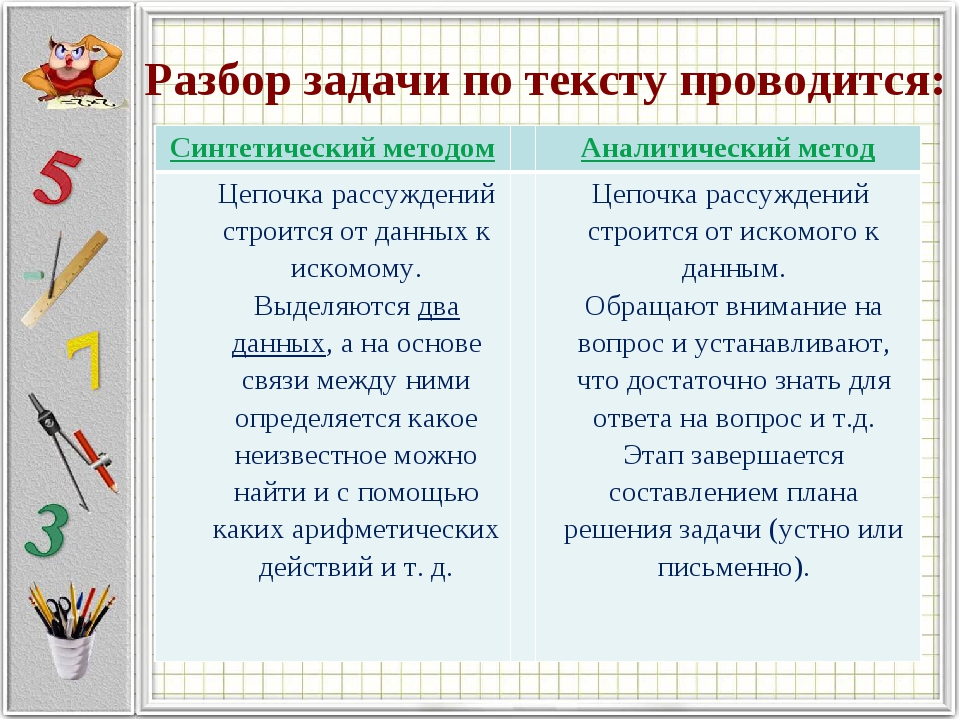 Разбор задачи по тексту проводится:
Синтетический методом
Цепочка рассуждений
строится от данных к
искомому.
Выделяются два
данных, а на основе
связи между ними
определяется какое
неизвестное можно
найти и с помощью
каких арифметических
действий и т. д.
Аналитический метод
Цепочка рассуждений
строится от искомого к
данным.
Обращают внимание на
вопрос и устанавливают,
что достаточно знать для
ответа на вопрос и т.д.
Этап завершается
составлением плана
решения задачи (устно или
письменно).
5
7
3